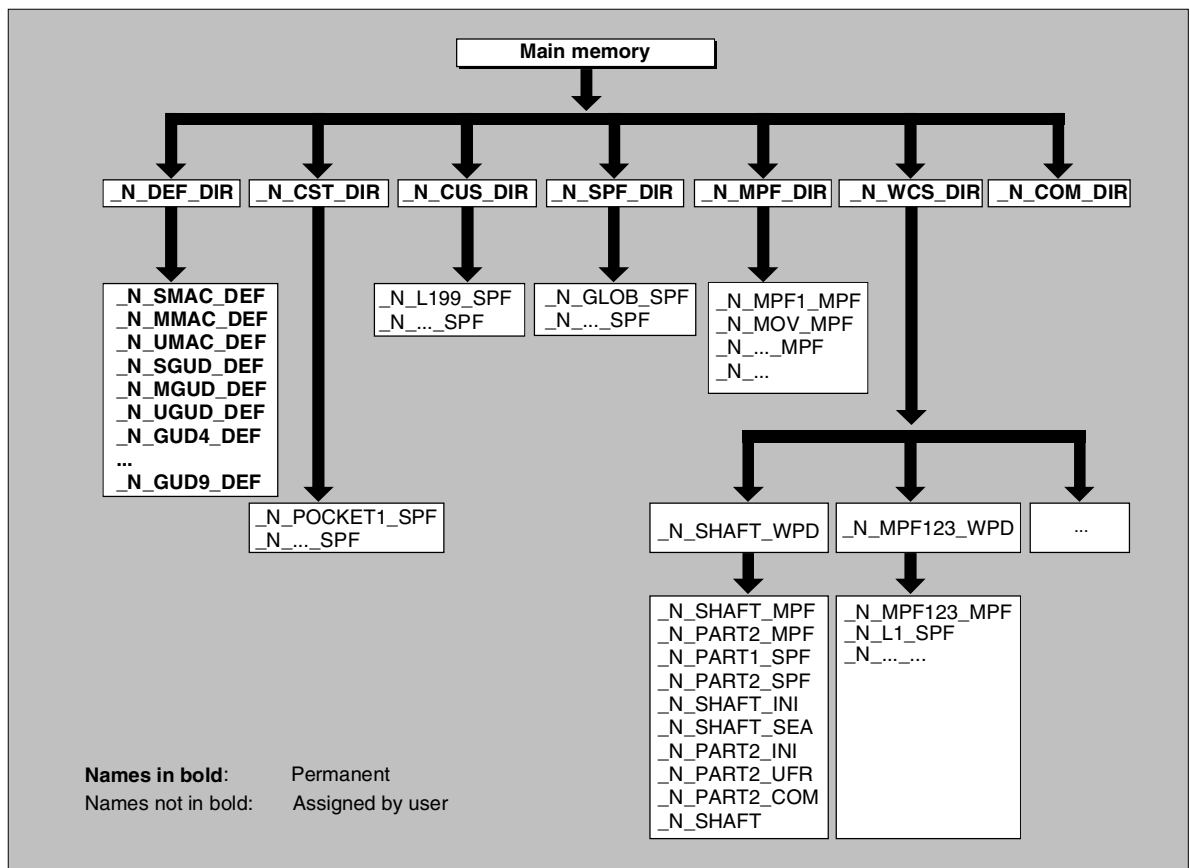 Main memory
_N_DEF_DIR
_N_CST_DIR
_N_CUS_DIR
_N_SPF_DIR
_N_MPF_DIR
_N_WCS_DIR
_N_COM_DIR
_N_SMAC_DEF
_N_MMAC_DEF
_N_UMAC_DEF
_N_SGUD_DEF
_N_MGUD_DEF
_N_UGUD_DEF
_N_GUD4_DEF
...
_N_GUD9_DEF
_N_L199_SPF
_N_..._SPF
_N_GLOB_SPF
_N_..._SPF
_N_MPF1_MPF
_N_MOV_MPF
_N_..._MPF
_N_...
_N_POCKET1_SPF
_N_..._SPF
_N_SHAFT_WPD
_N_MPF123_WPD
...
_N_SHAFT_MPF
_N_PART2_MPF
_N_PART1_SPF
_N_PART2_SPF
_N_SHAFT_INI
_N_SHAFT_SEA
_N_PART2_INI
_N_PART2_UFR
_N_PART2_COM
_N_SHAFT
_N_MPF123_MPF
_N_L1_SPF
_N_..._...
Names in bold: Permanent
Names not in bold: Assigned by user